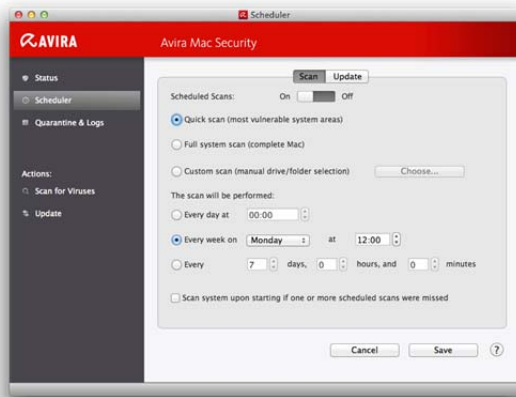 Scheduler
AVIRA
Avira Mac Security
Status
Scheduler
Quarantine & Logs
Actions:
Scan for Viruses
Update
Scan Update
Scheduled Scans: On Off
Quick scan (most vulnerable system areas)
Full system scan (complete Mac)
Custom scan (manual drive/folder selection) Choose...
The scan will be performed:
Every day at 00:00
Every week on Monday at 12:00
Every 7 days, 0 hours, and 0 minutes
Scan system upon starting if one or more scheduled scans were missed
Cancel Save ?